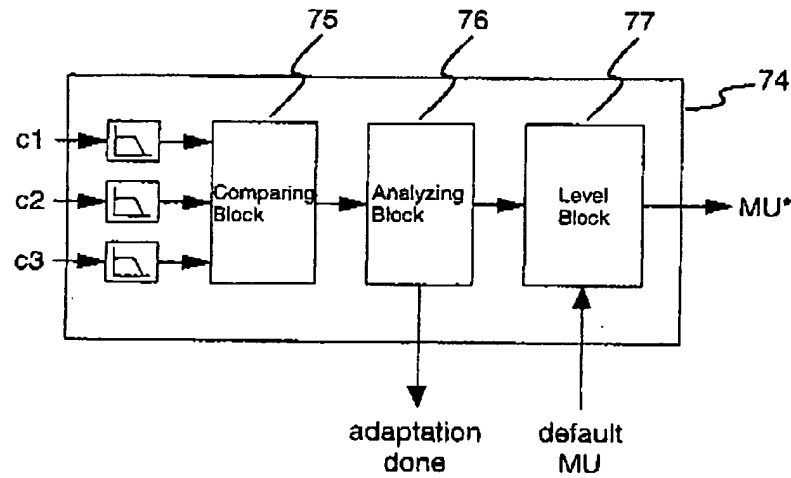 75
76
77
74
c1
c2
c3
Comparing
Block
Analyzing
Block
Level
Block
MU*
adaptation
done
default
MU